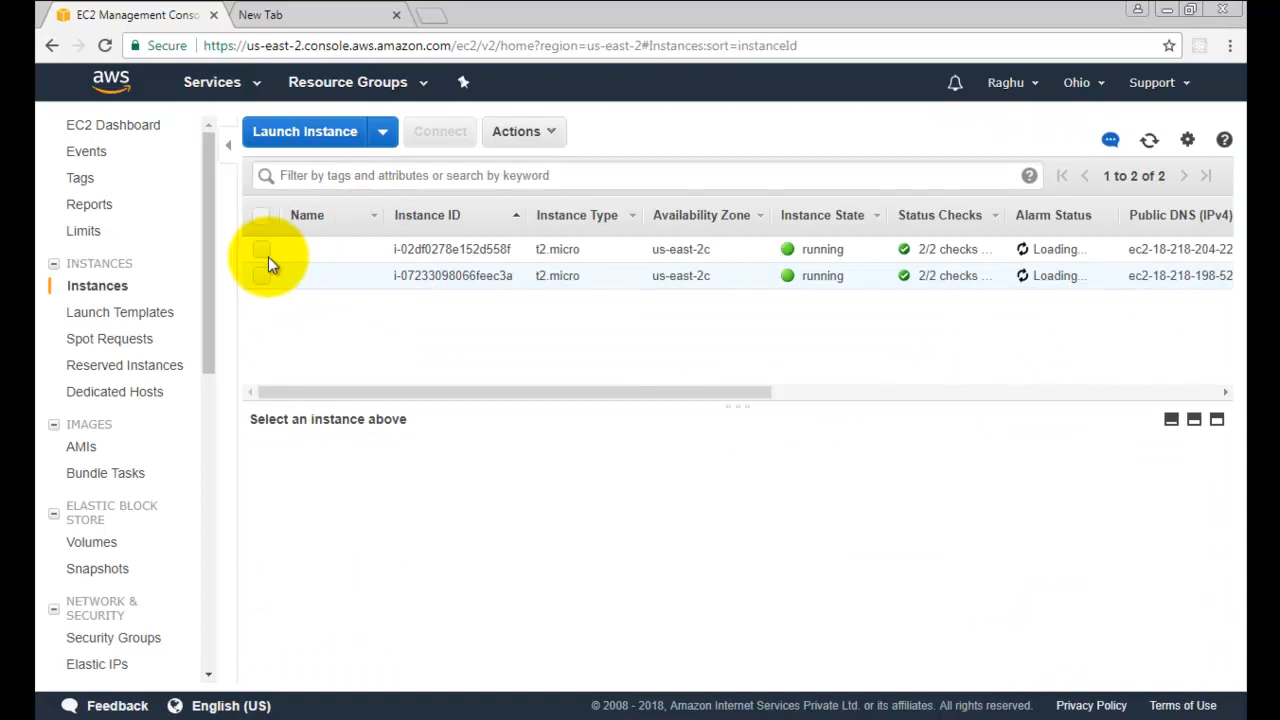 EC2 Management Conso
New Tab
Secure
https://us-east-2.console.aws.amazon.com/ec2/v2/home?region=us-east-2#Instances:sort=instanceId
aws
Services
Resource Groups
Raghu
Ohio
Support
EC2 Dashboard
Events
Tags
Reports
Limits
INSTANCES
Instances
Launch Templates
Spot Requests
Reserved Instances
Dedicated Hosts
IMAGES
AMIs
Bundle Tasks
ELASTIC BLOCK
STORE
Volumes
Snapshots
NETWORK &
SECURITY
Security Groups
Elastic IPs
Launch Instance
Connect
Actions
Filter by tags and attributes or search by keyword
1 to 2 of 2
Name Instance ID Instance Type Availability Zone Instance State Status Checks Alarm Status Public DNS (IPv4)
i-02df0278e152d558f t2.micro us-east-2c running 2/2 checks ... Loading... ec2-18-218-204-22
i-07233098066feec3a t2.micro us-east-2c running 2/2 checks ... Loading... ec2-18-218-198-52
Select an instance above
Feedback
English (US)
© 2008 - 2018, Amazon Internet Services Private Ltd. or its affiliates. All rights reserved.
Privacy Policy
Terms of Use